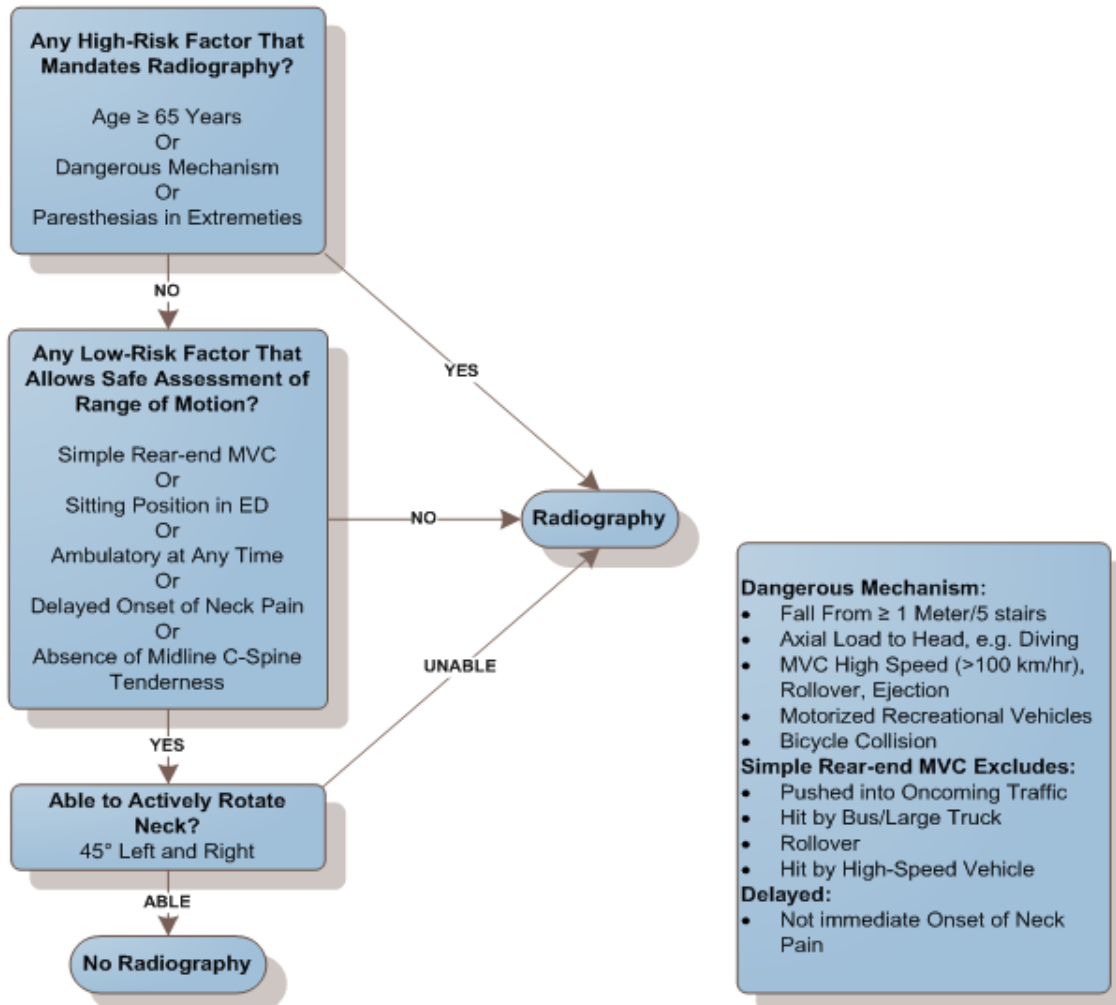 Any High-Risk Factor That
Mandates Radiography?
Age ≥ 65 Years
Or
Dangerous Mechanism
Or
Paresthesias in Extremeties
NO
YES
Any Low-Risk Factor That
Allows Safe Assessment of
Range of Motion?
Simple Rear-end MVC
Or
Sitting Position in ED
Or
Ambulatory at Any Time
Or
Delayed Onset of Neck Pain
Or
Absence of Midline C-Spine
Tenderness
NO
Radiography
UNABLE
YES
Able to Actively Rotate
Neck?
45° Left and Right
ABLE
No Radiography
Dangerous Mechanism:
• Fall From ≥ 1 Meter/5 stairs
• Axial Load to Head, e.g. Diving
• MVC High Speed (>100 km/hr),
Rollover, Ejection
• Motorized Recreational Vehicles
• Bicycle Collision
Simple Rear-end MVC Excludes:
• Pushed into Oncoming Traffic
• Hit by Bus/Large Truck
• Rollover
• Hit by High-Speed Vehicle
Delayed:
• Not immediate Onset of Neck
Pain